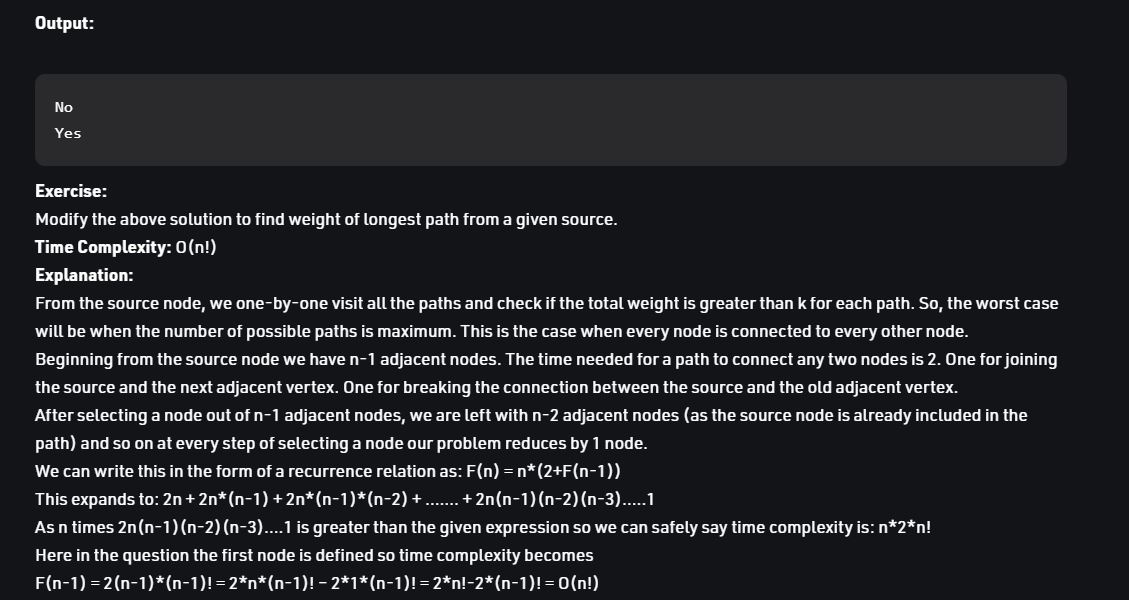 Output:
No
Yes
Exercise:
Modify the above solution to find weight of longest path from a given source.
Time Complexity: O(n!)
Explanation:
From the source node, we one-by-one visit all the paths and check if the total weight is greater than k for each path. So, the worst case
will be when the number of possible paths is maximum. This is the case when every node is connected to every other node.
Beginning from the source node we have n-1 adjacent nodes. The time needed for a path to connect any two nodes is 2. One for joining
the source and the next adjacent vertex. One for breaking the connection between the source and the old adjacent vertex.
After selecting a node out of n-1 adjacent nodes, we are left with n-2 adjacent nodes (as the source node is already included in the
path) and so on at every step of selecting a node our problem reduces by 1 node.
We can write this in the form of a recurrence relation as: F(n) = n*(2+F(n-1))
This expands to: 2n + 2n*(n-1) + 2n*(n-1)*(n-2) + ....... + 2n(n-1)(n-2)(n-3).....1
As n times 2n(n-1)(n-2)(n-3)....1 is greater than the given expression so we can safely say time complexity is: n*2*n!
Here in the question the first node is defined so time complexity becomes
F(n-1) = 2(n-1)*(n-1)! = 2*n*(n-1)! – 2*1*(n-1)! = 2*n!-2*(n-1)! = O(n!)